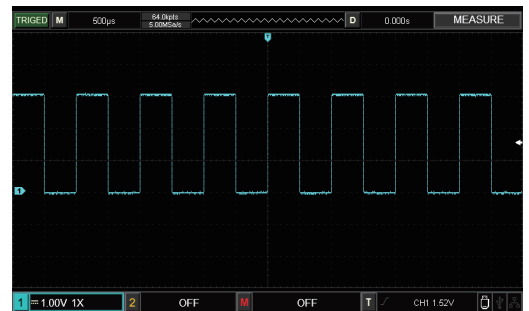 TRIGED M 500μs 64.0kpts D 0.000s MEASURE
5.00MSa/s
T
1
1 1.00V 1X 2 OFF M OFF T CH1 1.52V